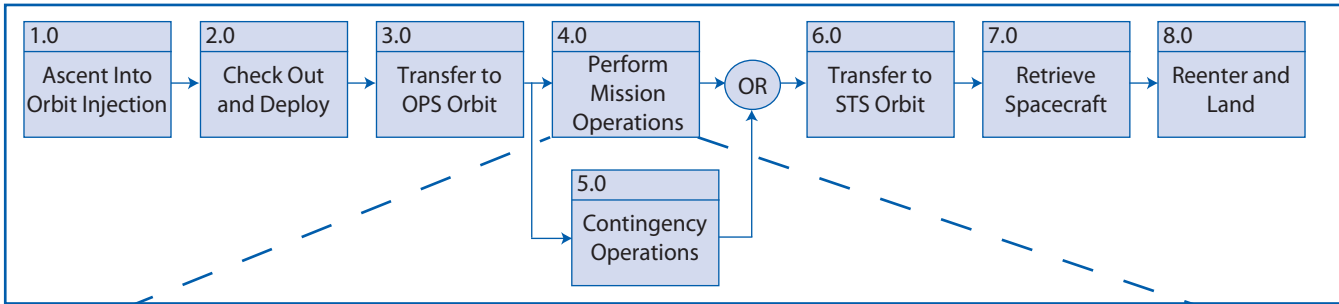 1.0
Ascent Into
Orbit Injection
2.0
Check Out
and Deploy
3.0
Transfer to
OPS Orbit
4.0
Perform
Mission
Operations
OR
6.0
Transfer to
STS Orbit
7.0
Retrieve
Spacecraft
8.0
Reenter and
Land
5.0
Contingency
Operations